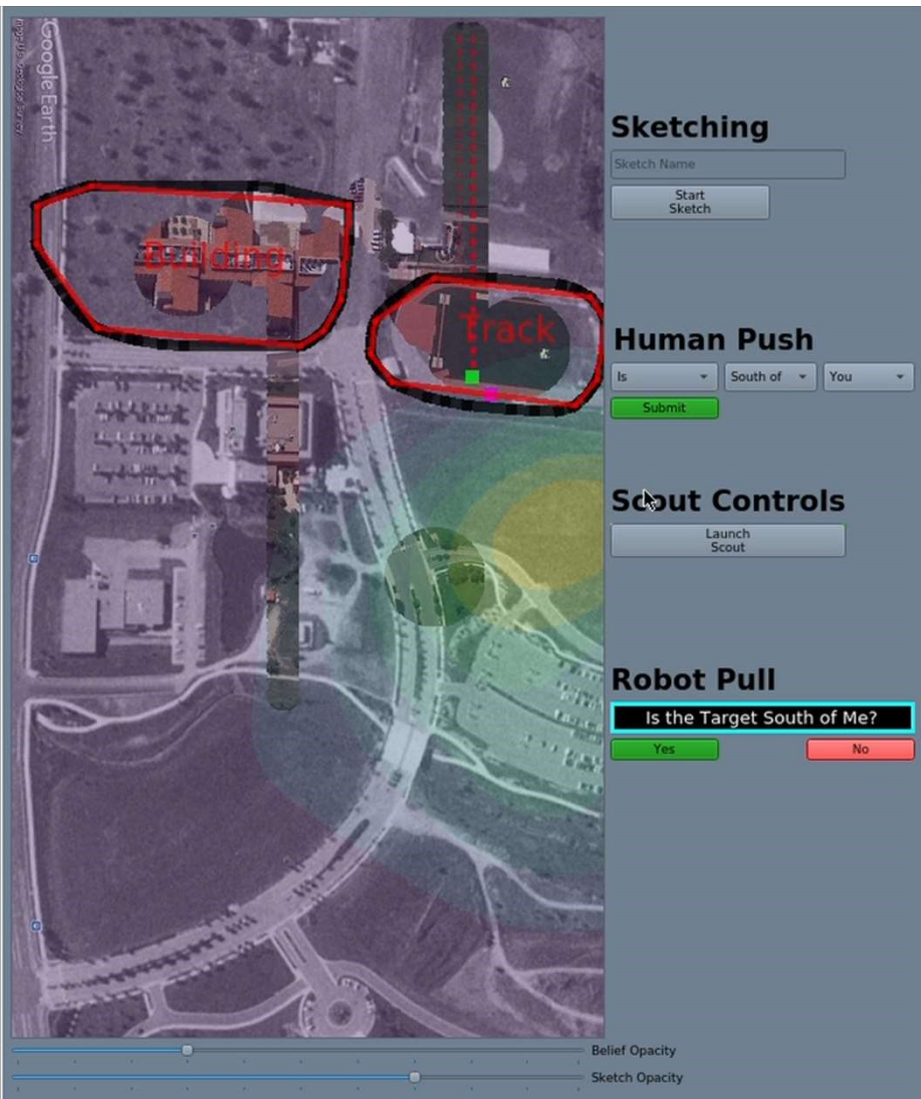 Google Earth
Building
Track
Sketching
Sketch Name
Start
Sketch
Human Push
Is
South of
You
Submit
Scout Controls
Launch
Scout
Robot Pull
Is the Target South of Me?
Yes
No
Belief Opacity
Sketch Opacity